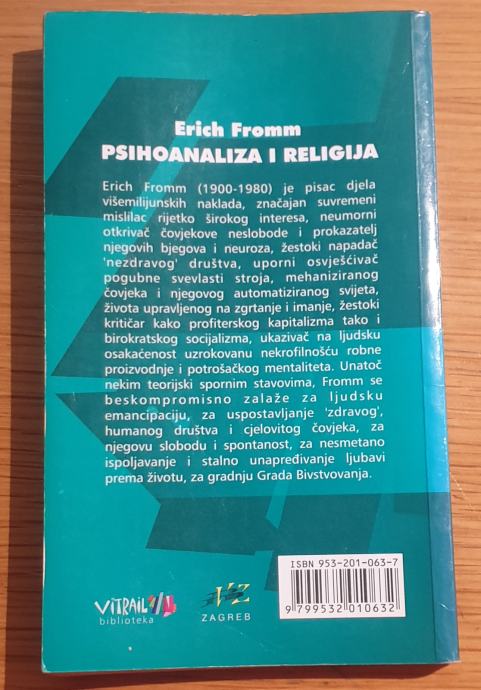 Erich Fromm
PSIHOANALIZA I RELIGIJA
Erich Fromm (1900-1980) je pisac djela
višemilijunskih naklada, značajan suvremeni
mislilac rijetko širokog interesa, neumorni
otkrivač čovjekove neslobode i prokazatelj
njegovih bjegova i neuroza, žestoki napadač
'nezdravog' društva, uporni osvješćivač
pogubne svevlasti stroja, mehaniziranog
čovjeka i njegovog automatiziranog svijeta,
života upravljenog na zgrtanje i imanje, žestoki
kritičar kako profiterskog kapitalizma tako i
birokratskog socijalizma, ukazivač na ljudsku
osakaćenost uzrokovanu nekrofilnošću robne
proizvodnje i potrošačkog mentaliteta. Unatoč
nekim teorijski spornim stavovima, Fromm se
beskompromisno zalaže za ljudsku
emancipaciju, za uspostavljanje 'zdravog',
humanog društva i cjelovitog čovjeka, za
njegovu slobodu i spontanost, za nesmetano
ispoljavanje i stalno unapređivanje ljubavi
prema životu, za gradnju Grada Bivstvovanja.
ISBN 953-201-063-7
9 799532 010632
VITRAIL
biblioteka
VZ
ZAGREB